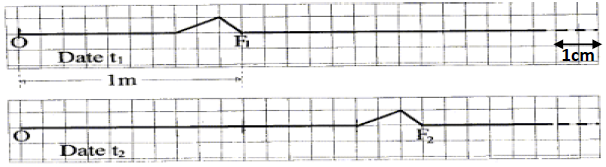 O F₁
Date t₁
1cm
1m
O F₂
Date t₂